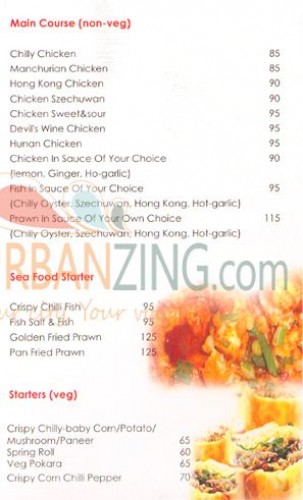 Main Course (non-veg)
Chilly Chicken 85
Manchurian Chicken 85
Hong Kong Chicken 90
Chicken Szechuwan 90
Chicken Sweet&sour 95
Devil's Wine Chicken 95
Hunan Chicken 95
Chicken In Sauce Of Your Choice 90
(lemon, Ginger, Ho-garlic)
Fish In Sauce Of Your Choice 95
(Chilly Oyster, Szechuwan, Hong Kong, Hot-garlic)
Prawn In Sauce Of Your Own Choice 115
(Chilly Oyster, Szechuwan, Hong Kong, Hot-garlic)
RBANZING.com
Sea Food Starter
Crispy Chilli Fish 95
Fish Salt & Fish 95
Golden Fried Prawn 125
Pan Fried Prawn 125
Starters (veg)
Crispy Chilly-baby Corn/Potato/
Mushroom/Paneer 65
Spring Roll 60
Veg Pokara 65
Crispy Corn Chilli Pepper 70